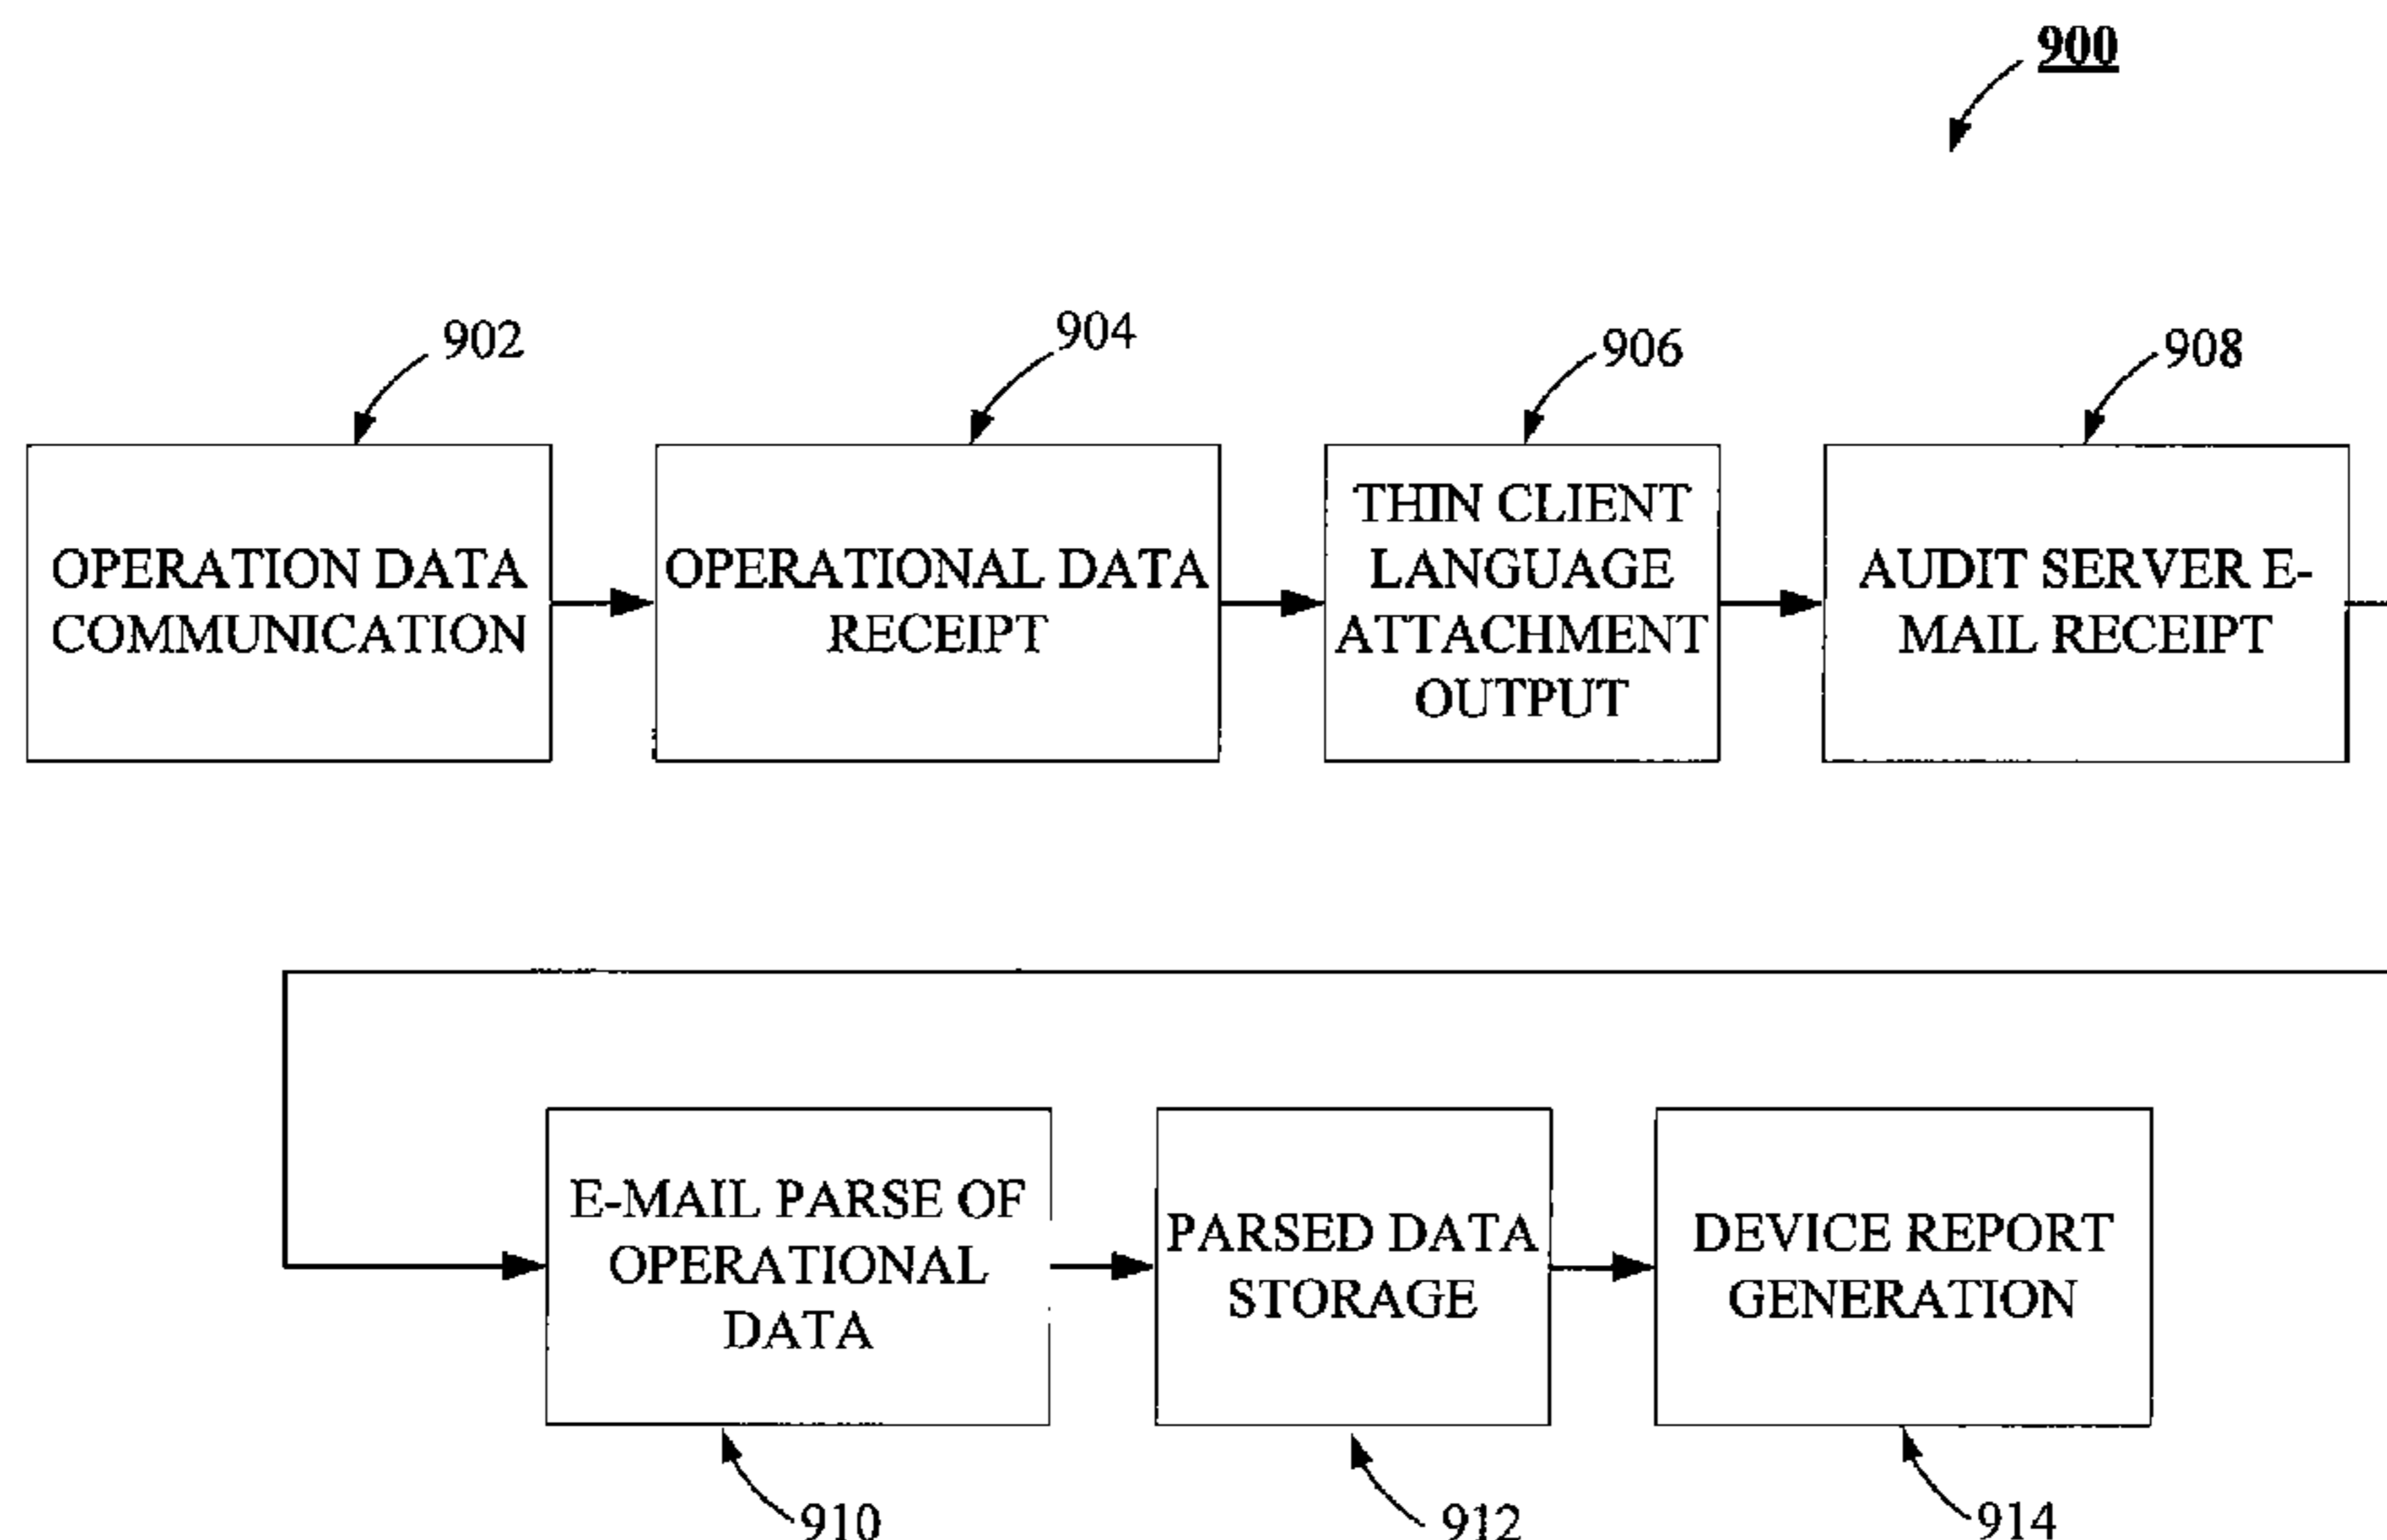 900
902
904
906
908
OPERATION DATA
COMMUNICATION
OPERATIONAL DATA
RECEIPT
THIN CLIENT
LANGUAGE
ATTACHMENT
OUTPUT
AUDIT SERVER E-
MAIL RECEIPT
E-MAIL PARSE OF
OPERATIONAL
DATA
PARSED DATA
STORAGE
DEVICE REPORT
GENERATION
910
912
914